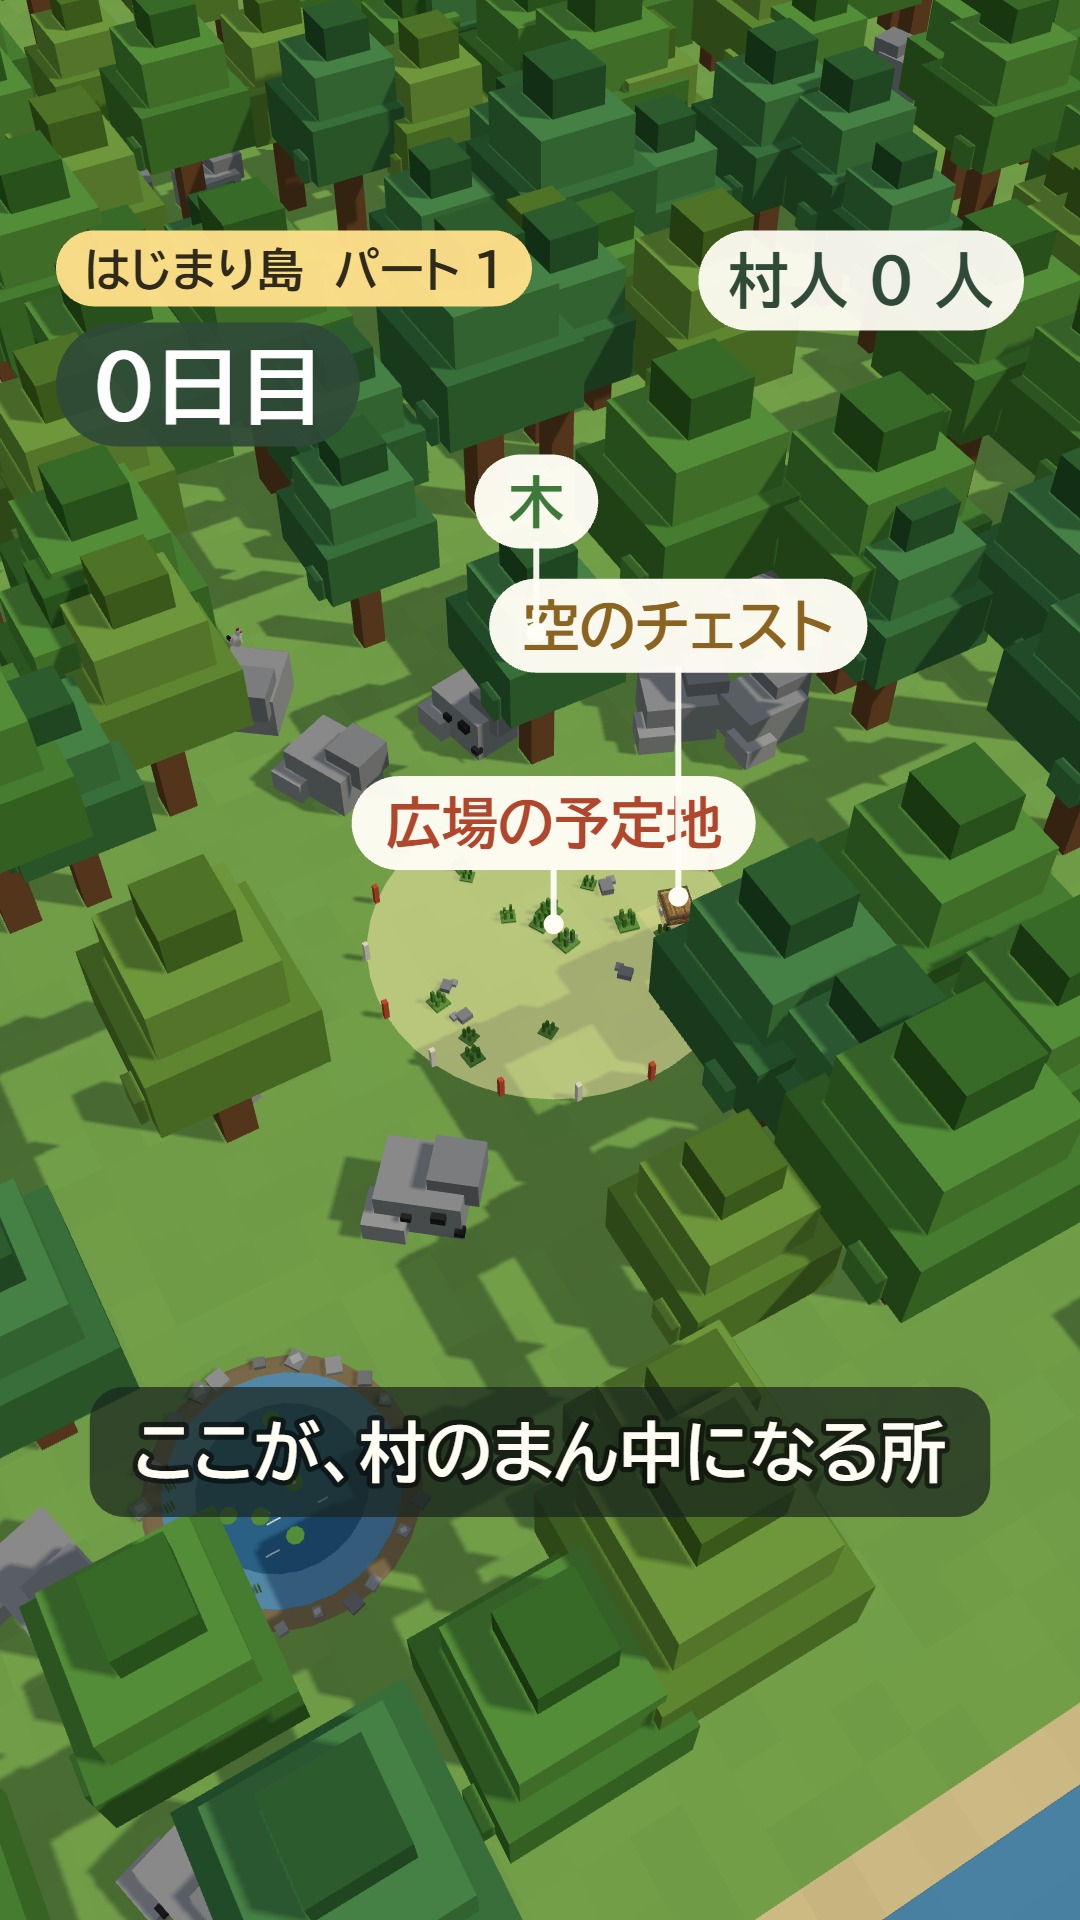 はじまり島 パート 1
村人 0 人
0日目
木
空のチェスト
広場の予定地
ここが、村のまん中になる所